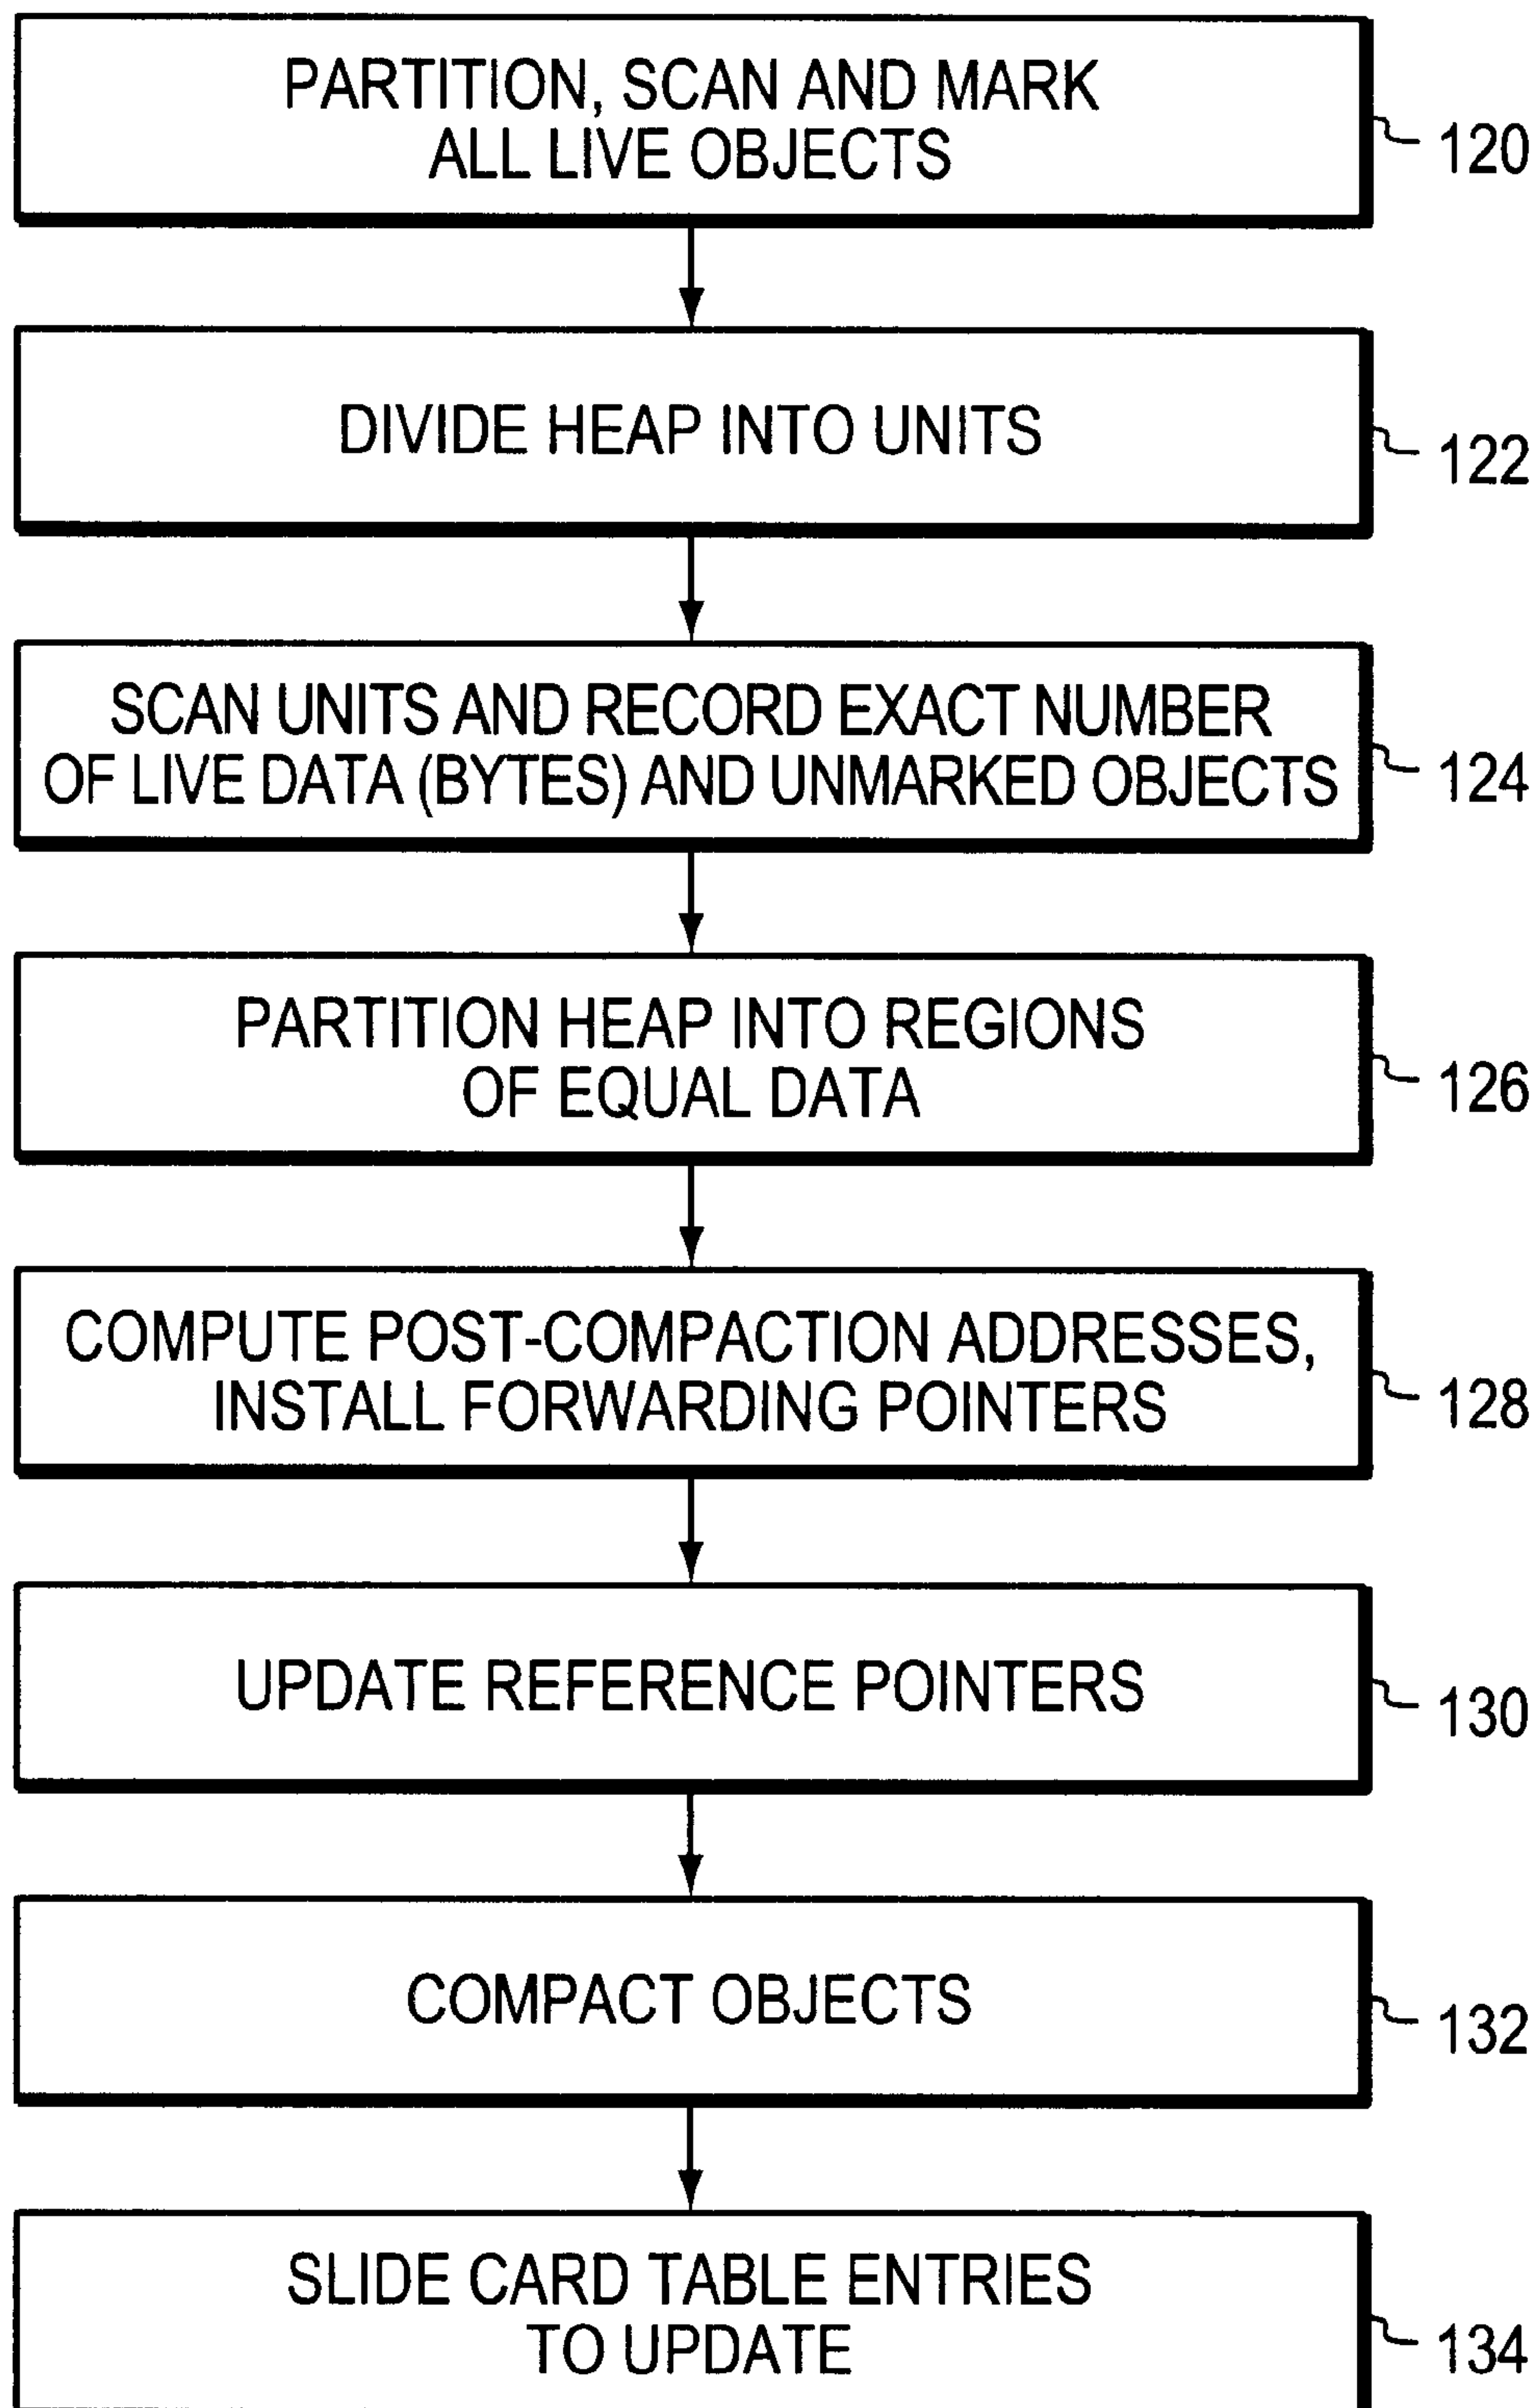 PARTITION, SCAN AND MARK
ALL LIVE OBJECTS
120
DIVIDE HEAP INTO UNITS
122
SCAN UNITS AND RECORD EXACT NUMBER
OF LIVE DATA (BYTES) AND UNMARKED OBJECTS
124
PARTITION HEAP INTO REGIONS
OF EQUAL DATA
126
COMPUTE POST-COMPACTION ADDRESSES,
INSTALL FORWARDING POINTERS
128
UPDATE REFERENCE POINTERS
130
COMPACT OBJECTS
132
SLIDE CARD TABLE ENTRIES
TO UPDATE
134